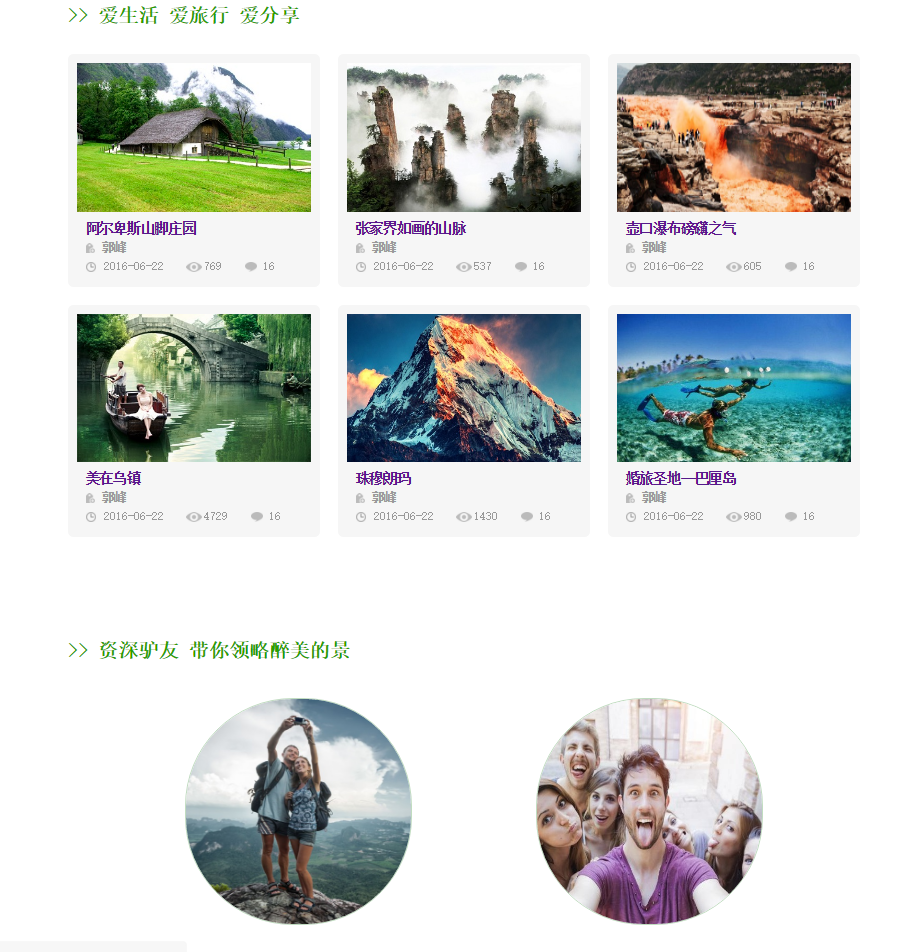 >> 爱生活 爱旅行 爱分享
阿尔卑斯山脚庄园
张家界如画的山脉
壶口瀑布磅礴之气
郭峰
郭峰
郭峰
2016-06-22 769 16
2016-06-22 537 16
2016-06-22 605 16
美在乌镇
珠穆朗玛
婚旅圣地—巴厘岛
郭峰
郭峰
郭峰
2016-06-22 4729 16
2016-06-22 1430 16
2016-06-22 980 16
>> 资深驴友 带你领略醉美的景